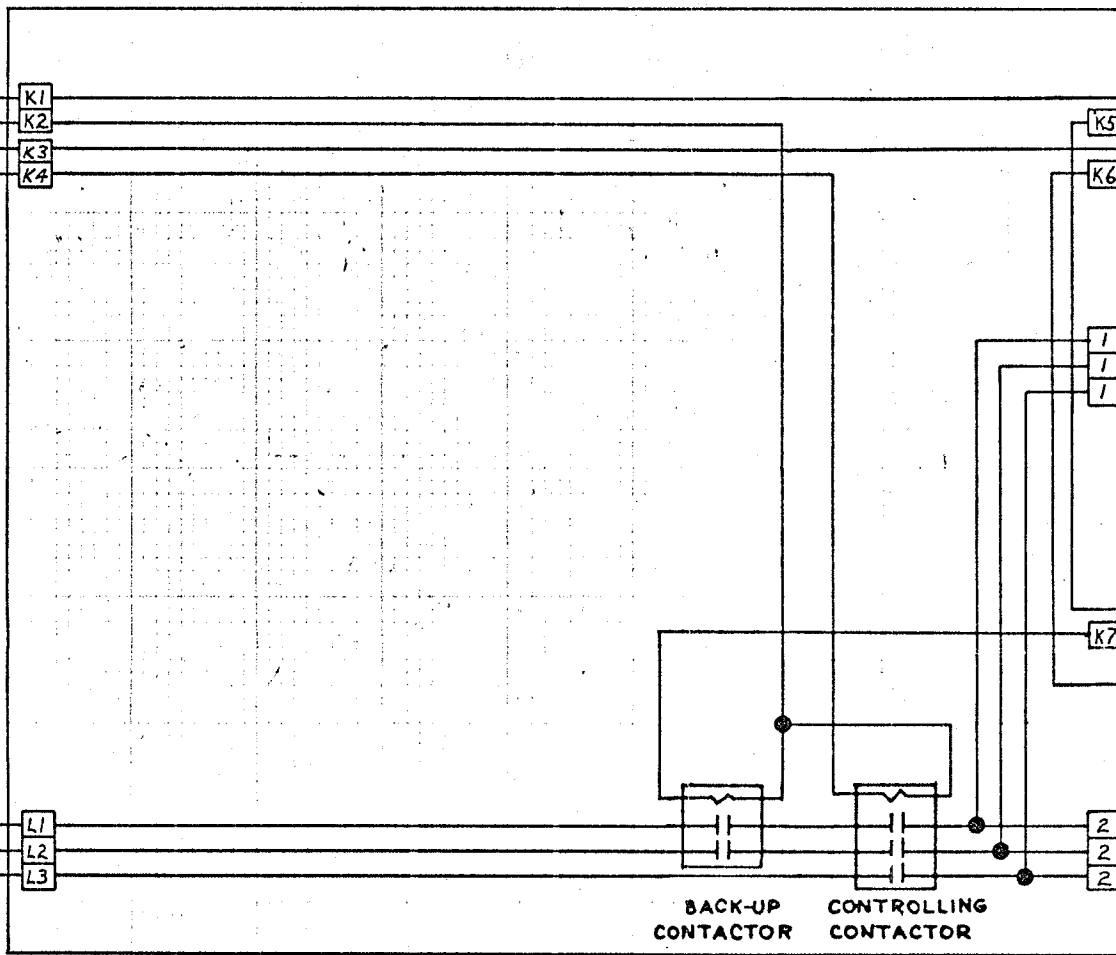 K1
K2
K5
K3
K4
K6
1
1
1
K7
L1
2
L2
2
L3
2
BACK-UP CONTACTOR
CONTROLLING CONTACTOR